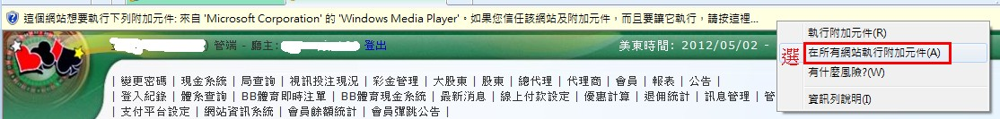 這個網站想要執行下列附加元件: 來自 'Microsoft Corporation' 的 'Windows Media Player'。如果您信任該網站及附加元件，而且要讓它執行，請按這裡...
管端 - 廳主: 登出 美東時間: 2012/05/02 -
執行附加元件(R)
選 在所有網站執行附加元件(A)
有什麼風險?(W)
資訊列說明(I)
| 變更密碼 | 現金系統 | 局查詢 | 視訊投注現況 | 彩金管理 | 大股東 | 股東 | 總代理 | 代理商 | 會員 | 報表 | 公告 |
| 登入紀錄 | 體系查詢 | BB體育即時注單 | BB體育現金系統 | 最新消息 | 線上付款設定 | 優惠計算 | 退佣統計 | 訊息管理 | 管
| 支付平台設定 | 網站資訊系統 | 會員餘額統計 | 會員彈跳公告 |